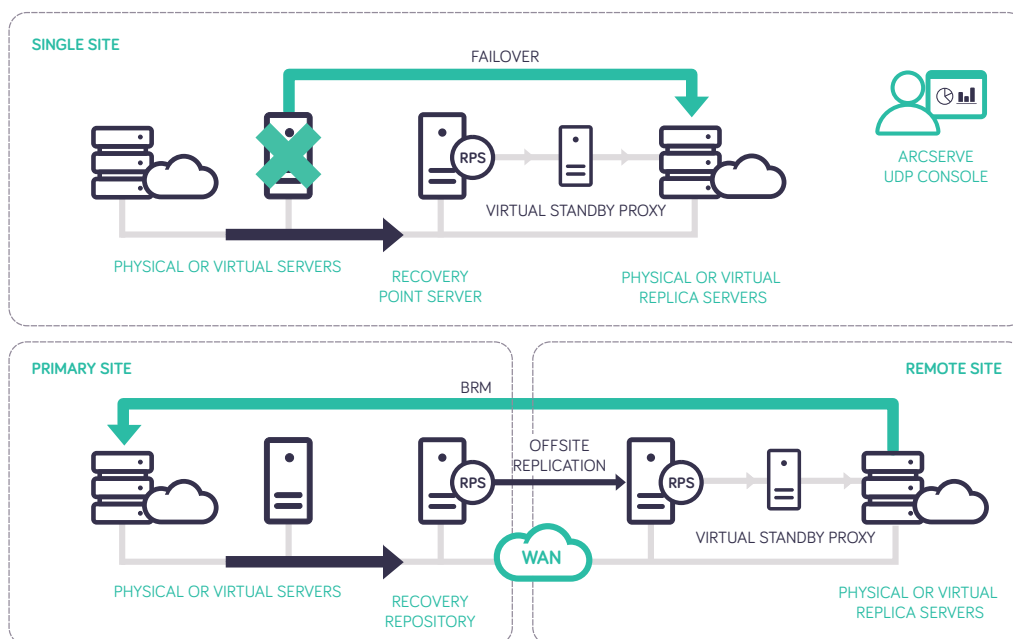 SINGLE SITE
FAILOVER
RPS
VIRTUAL STANDBY PROXY
ARCSERVE
UDP CONSOLE
PHYSICAL OR VIRTUAL SERVERS
RECOVERY
POINT SERVER
PHYSICAL OR VIRTUAL
REPLICA SERVERS
PRIMARY SITE
REMOTE SITE
BRM
OFFSITE
REPLICATION
RPS
RPS
VIRTUAL STANDBY PROXY
WAN
PHYSICAL OR VIRTUAL SERVERS
RECOVERY
REPOSITORY
PHYSICAL OR VIRTUAL
REPLICA SERVERS